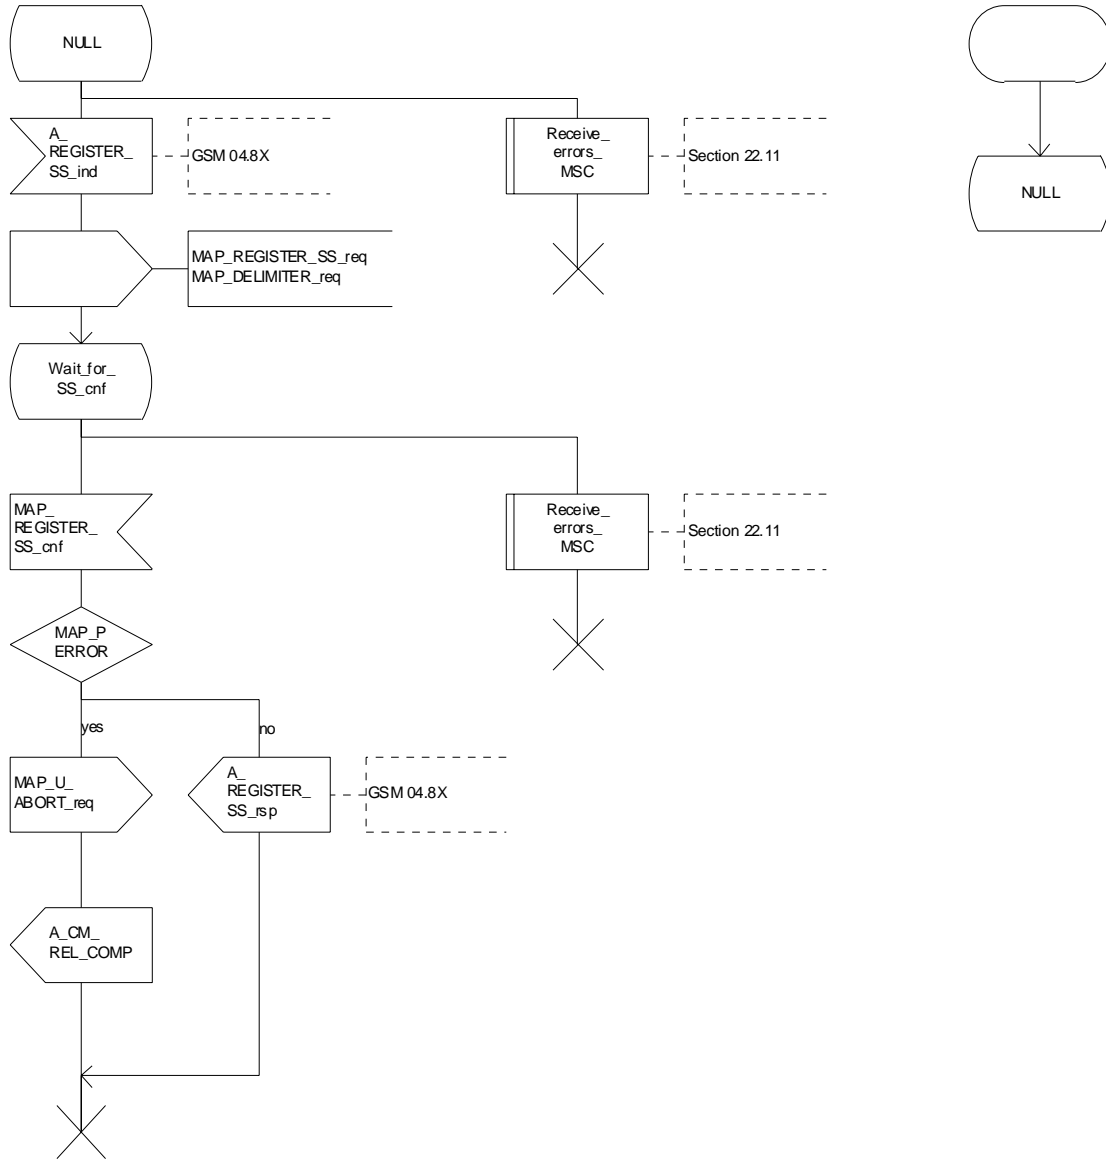 NULL
A_
REGISTER_
SS_ind
GSM 04.8X
Receive_
errors_
MSC
Section 22.11
NULL
MAP_REGISTER_SS_req
MAP_DELIMITER_req
Wait_for_
SS_cnf
MAP_
REGISTER_
SS_cnf
Receive_
errors_
MSC
Section 22.11
MAP_P
ERROR
yes
no
MAP_U_
ABORT_req
A_
REGISTER_
SS_rsp
GSM 04.8X
A_CM_
REL_COMP